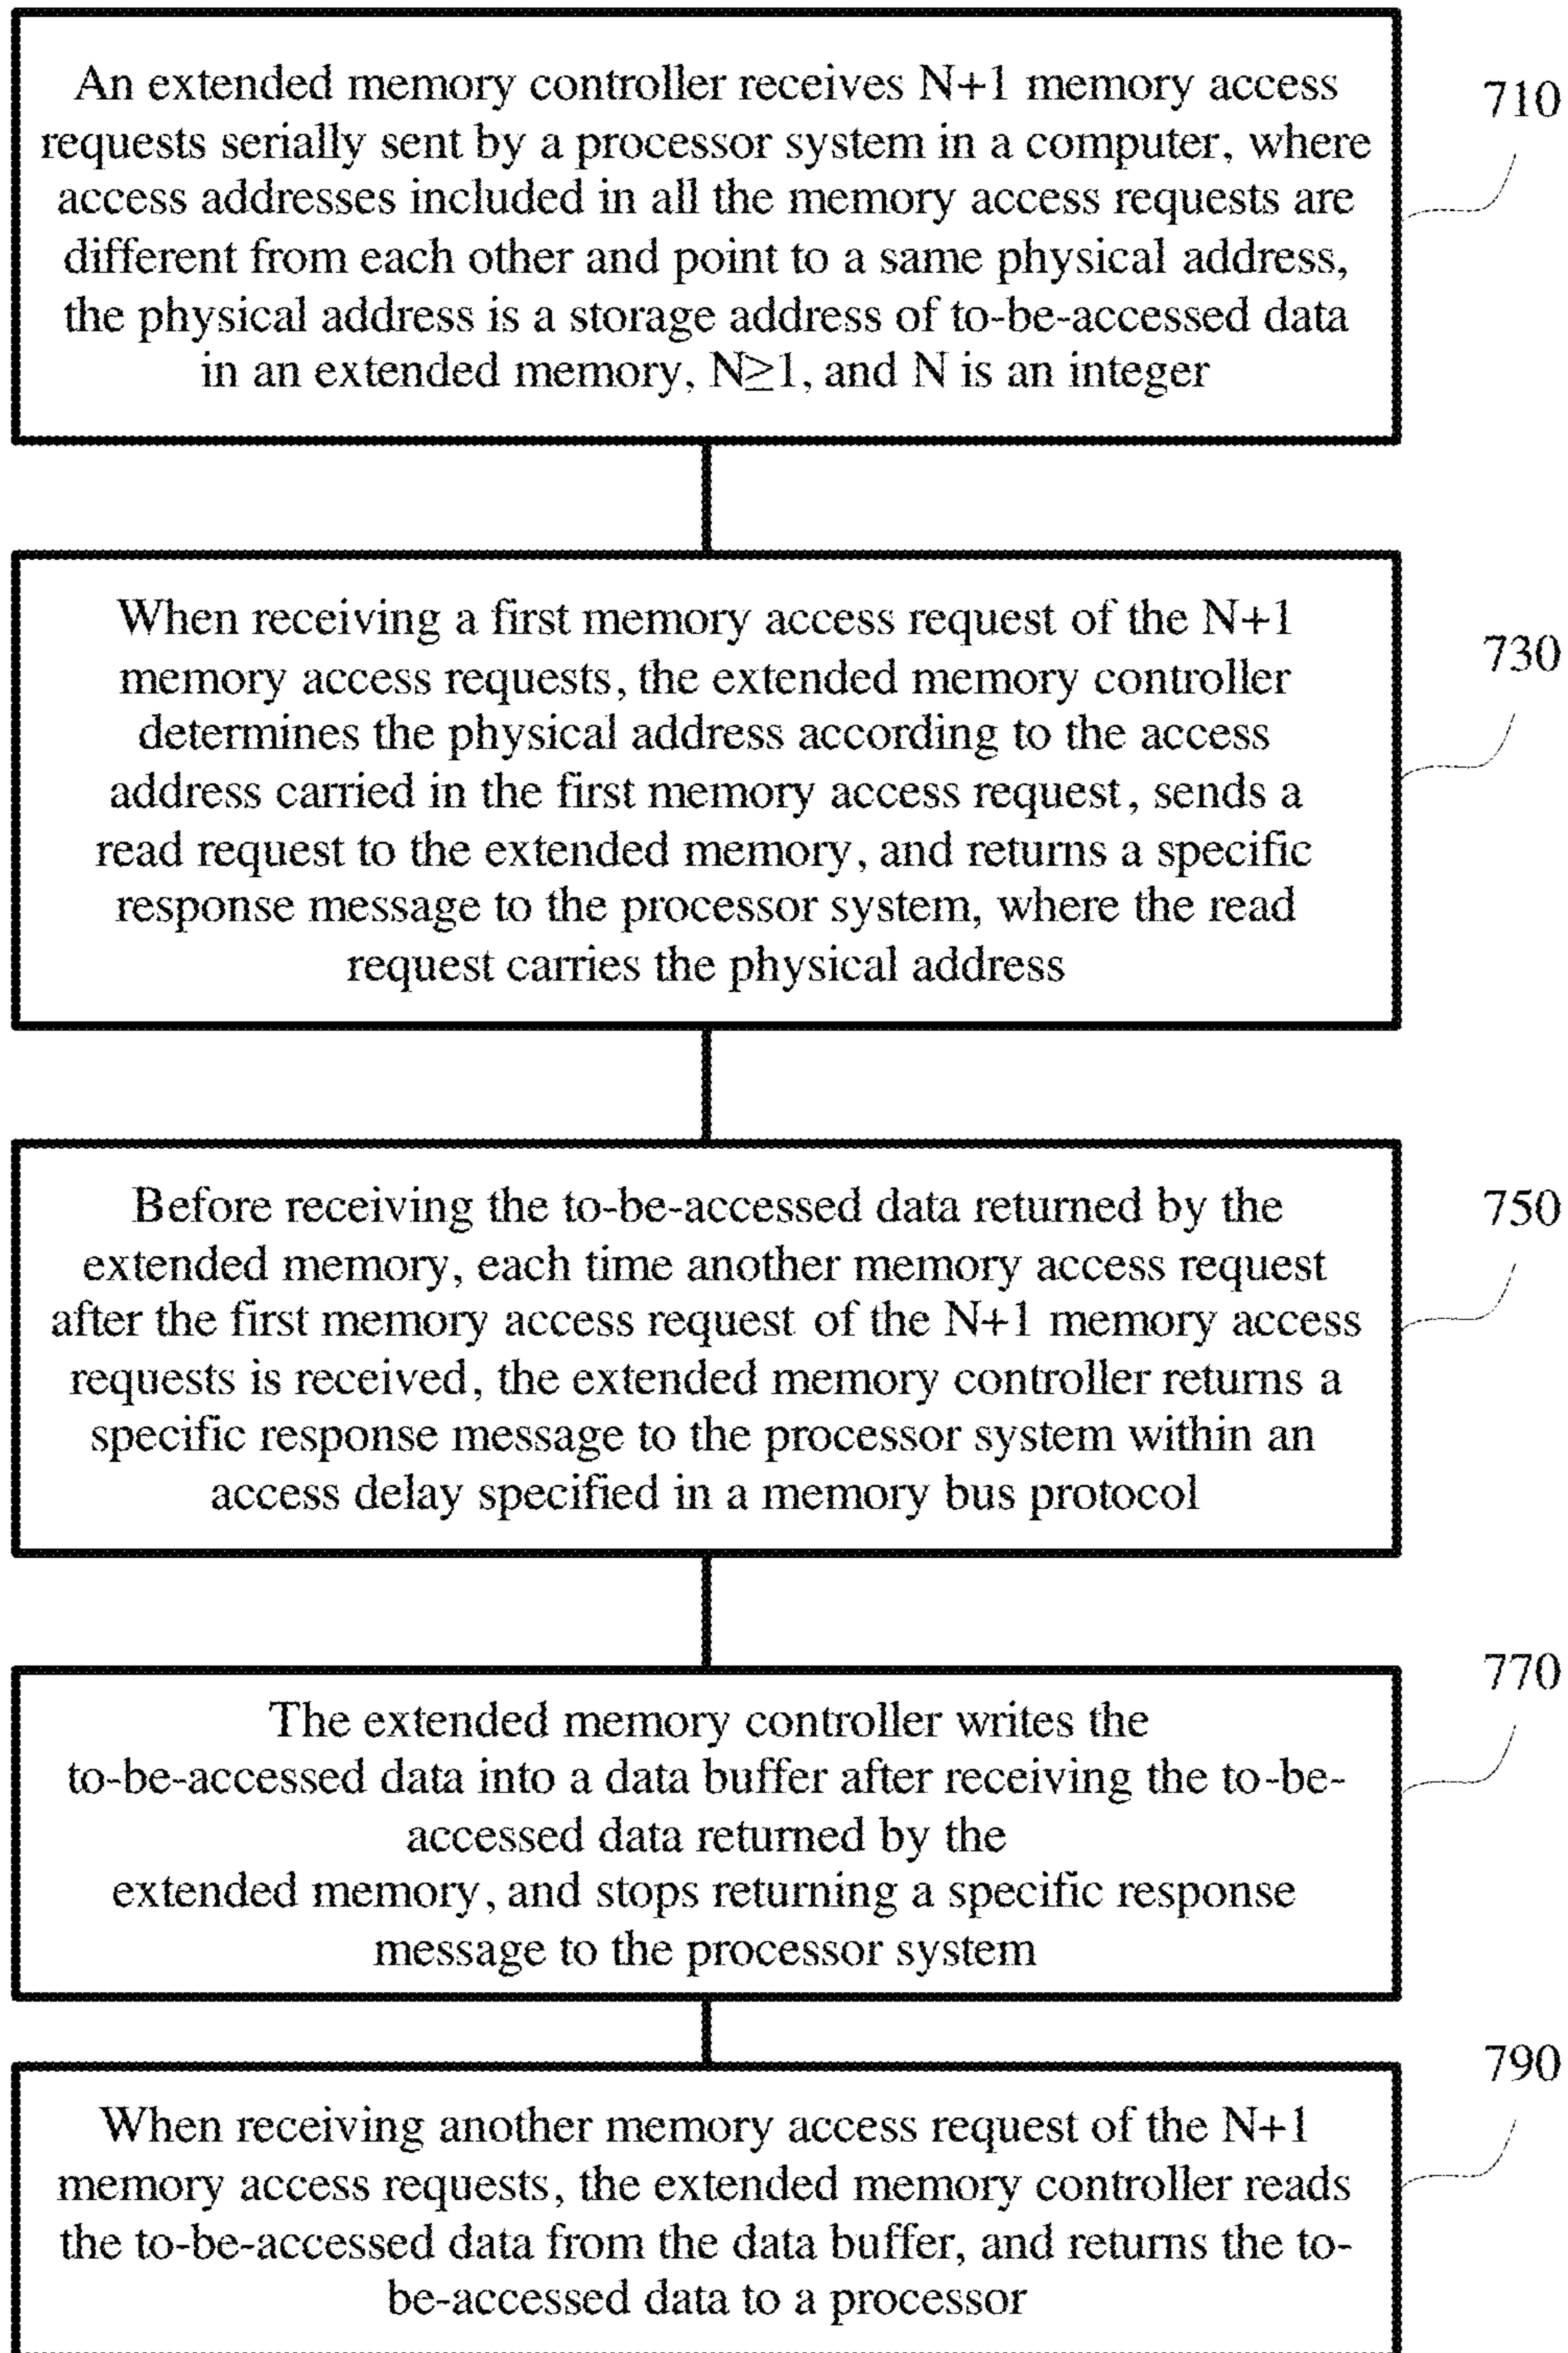 An extended memory controller receives N+1 memory access
requests serially sent by a processor system in a computer, where
access addresses included in all the memory access requests are
different from each other and point to a same physical address,
the physical address is a storage address of to-be-accessed data
in an extended memory, N≥1, and N is an integer
710
When receiving a first memory access request of the N+1
memory access requests, the extended memory controller
determines the physical address according to the access
address carried in the first memory access request, sends a
read request to the extended memory, and returns a specific
response message to the processor system, where the read
request carries the physical address
730
Before receiving the to-be-accessed data returned by the
extended memory, each time another memory access request
after the first memory access request of the N+1 memory access
requests is received, the extended memory controller returns a
specific response message to the processor system within an
access delay specified in a memory bus protocol
750
The extended memory controller writes the
to-be-accessed data into a data buffer after receiving the to-be-
accessed data returned by the
extended memory, and stops returning a specific response
message to the processor system
770
When receiving another memory access request of the N+1
memory access requests, the extended memory controller reads
the to-be-accessed data from the data buffer, and returns the to-
be-accessed data to a processor
790